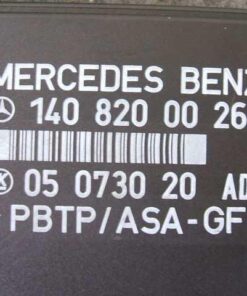 MERCEDES BENZ
140 820 00 26
05 0730 20 AD
PBTP/ASA-GF